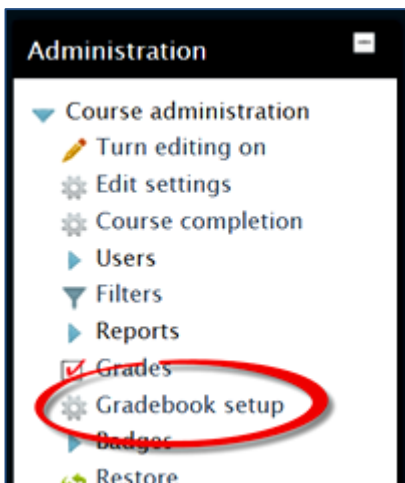 Administration
Course administration
Turn editing on
Edit settings
Course completion
Users
Filters
Reports
Grades
Gradebook setup
Badges
Restore